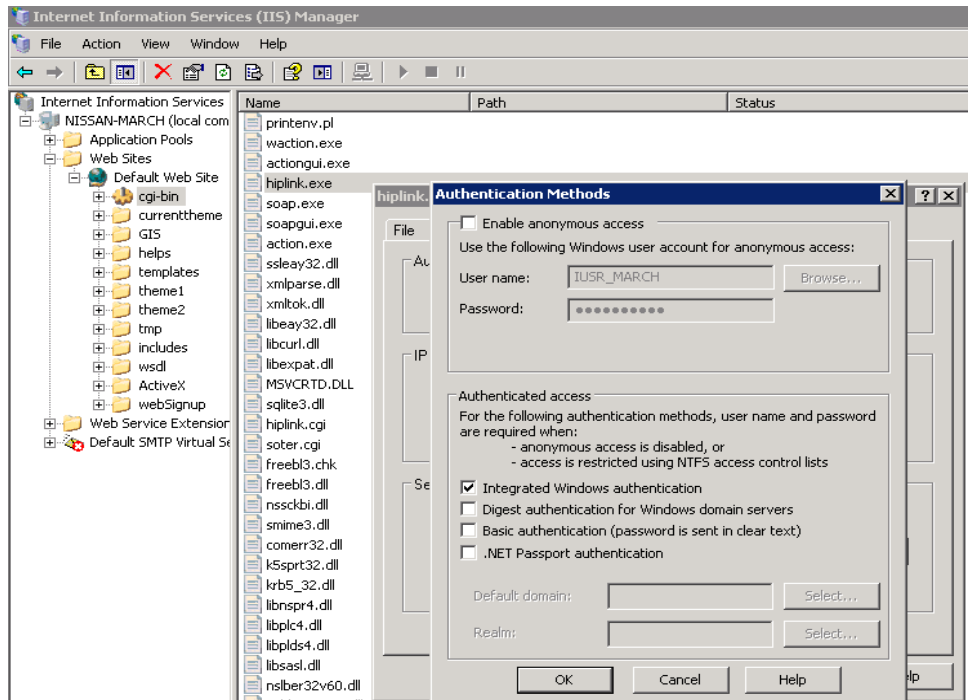 Internet Information Services (IIS) Manager
File Action View Window Help
Internet Information Services
NISSAN-MARCH (local com
Application Pools
Web Sites
Default Web Site
cgi-bin
currenttheme
GIS
helps
templates
theme1
theme2
tmp
includes
wsdl
ActiveX
webSignup
Web Service Extension
Default SMTP Virtual Se
Name Path Status
printenv.pl
waction.exe
actiongui.exe
hiplink.exe
soap.exe
soapgui.exe
action.exe
ssleay32.dll
xmlparse.dll
xmltok.dll
libeay32.dll
libcurl.dll
libexpat.dll
MSVCRTD.DLL
sqlite3.dll
hiplink.cgi
soter.cgi
freebl3.chk
freebl3.dll
nssckbi.dll
smime3.dll
comerr32.dll
k5sprt32.dll
krb5_32.dll
libnspr4.dll
libplc4.dll
libplds4.dll
libsasl.dll
nslber32v60.dll
hiplink.
File
Au
IP
Se
lp
Authentication Methods
Enable anonymous access
Use the following Windows user account for anonymous access:
User name: IUSR_MARCH Browse...
Password: ●●●●●●●●●●
Authenticated access
For the following authentication methods, user name and password
are required when:
- anonymous access is disabled, or
- access is restricted using NTFS access control lists
Integrated Windows authentication
Digest authentication for Windows domain servers
Basic authentication (password is sent in clear text)
.NET Passport authentication
Default domain: Select...
Realm: Select...
OK Cancel Help